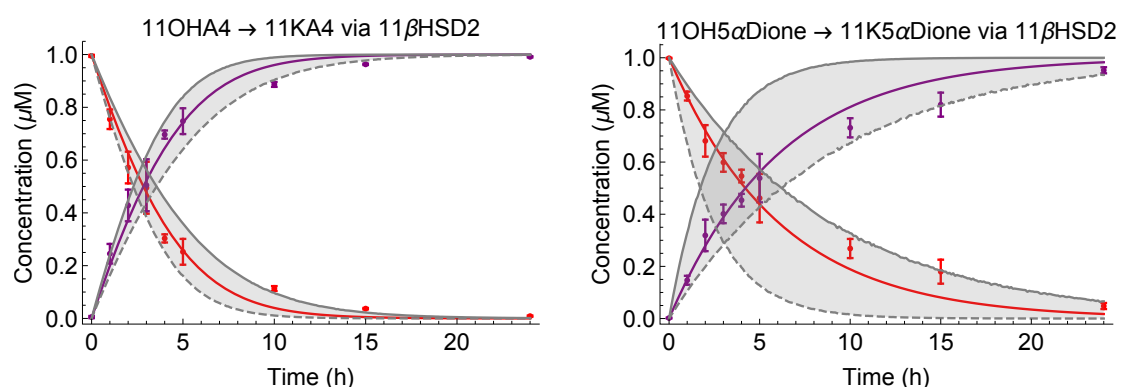 11OHA4 → 11KA4 via 11βHSD2
Concentration (μM)
1.0
0.8
0.6
0.4
0.2
0.0
0 5 10 15 20
Time (h)
11OH5αDione → 11K5αDione via 11βHSD2
Concentration (μM)
1.0
0.8
0.6
0.4
0.2
0.0
0 5 10 15 20
Time (h)